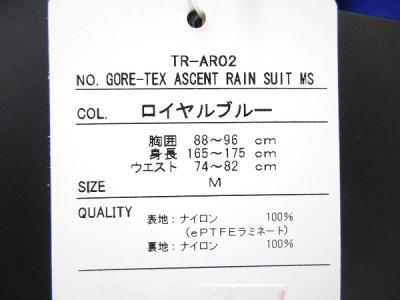 TR-AR02
NO. GORE-TEX ASCENT RAIN SUIT MS
COL. ロイヤルブルー
胸囲 88〜96 cm
身長 165〜175 cm
ウエスト 74〜82 cm
SIZE M
QUALITY 表地:ナイロン 100%
(ePTFEラミネート)
裏地:ナイロン 100%